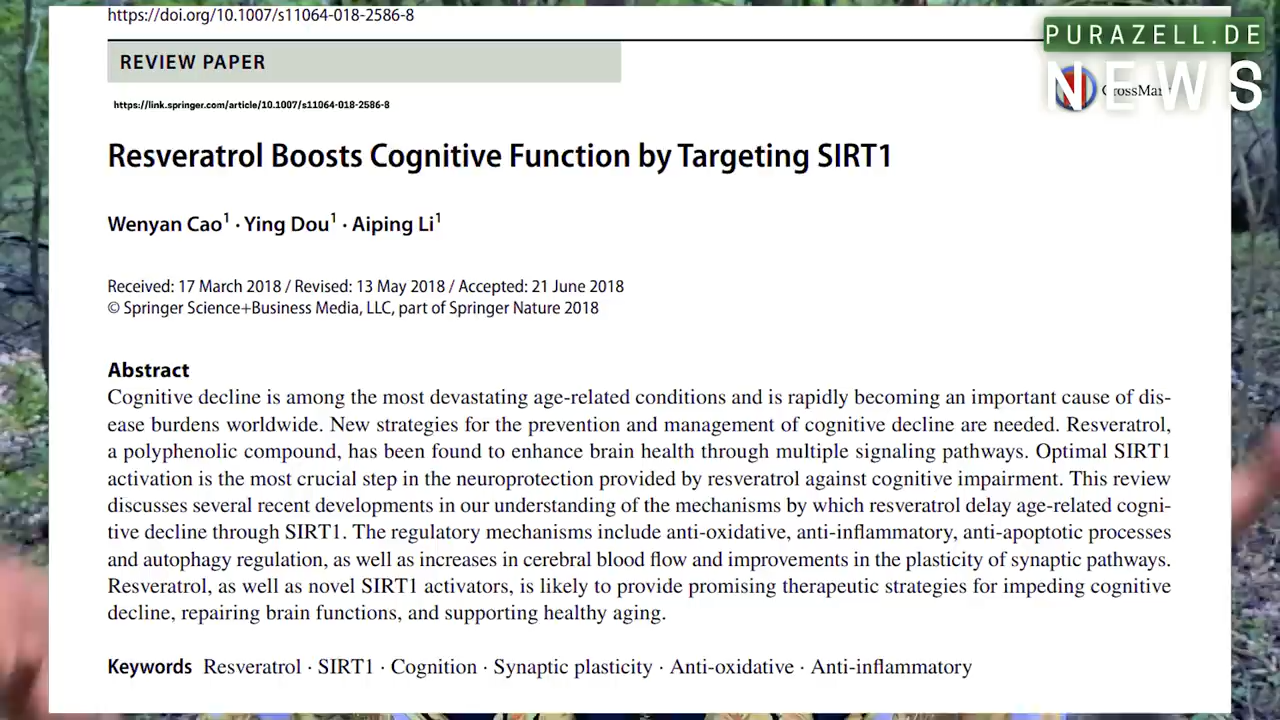 https://doi.org/10.1007/s11064-018-2586-8
PURAZELL.DE
NEWS
REVIEW PAPER
CrossMark
https://link.springer.com/article/10.1007/s11064-018-2586-8
Resveratrol Boosts Cognitive Function by Targeting SIRT1
Wenyan Cao1 · Ying Dou1 · Aiping Li1
Received: 17 March 2018 / Revised: 13 May 2018 / Accepted: 21 June 2018
© Springer Science+Business Media, LLC, part of Springer Nature 2018
Abstract
Cognitive decline is among the most devastating age-related conditions and is rapidly becoming an important cause of dis-
ease burdens worldwide. New strategies for the prevention and management of cognitive decline are needed. Resveratrol,
a polyphenolic compound, has been found to enhance brain health through multiple signaling pathways. Optimal SIRT1
activation is the most crucial step in the neuroprotection provided by resveratrol against cognitive impairment. This review
discusses several recent developments in our understanding of the mechanisms by which resveratrol delay age-related cogni-
tive decline through SIRT1. The regulatory mechanisms include anti-oxidative, anti-inflammatory, anti-apoptotic processes
and autophagy regulation, as well as increases in cerebral blood flow and improvements in the plasticity of synaptic pathways.
Resveratrol, as well as novel SIRT1 activators, is likely to provide promising therapeutic strategies for impeding cognitive
decline, repairing brain functions, and supporting healthy aging.
Keywords Resveratrol · SIRT1 · Cognition · Synaptic plasticity · Anti-oxidative · Anti-inflammatory